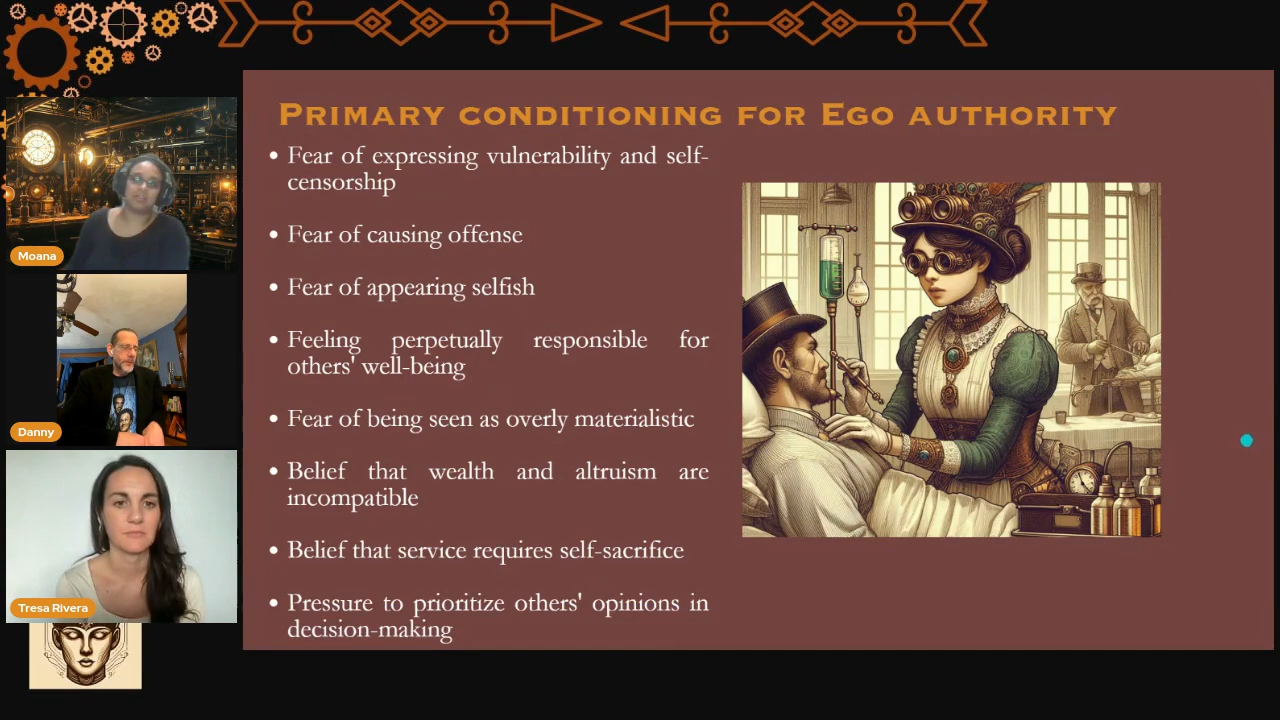 Primary conditioning for Ego authority
• Fear of expressing vulnerability and self-
censorship
• Fear of causing offense
• Fear of appearing selfish
• Feeling perpetually responsible for
others' well-being
• Fear of being seen as overly materialistic
• Belief that wealth and altruism are
incompatible
• Belief that service requires self-sacrifice
• Pressure to prioritize others' opinions in
decision-making
Moana
Danny
Tresa Rivera